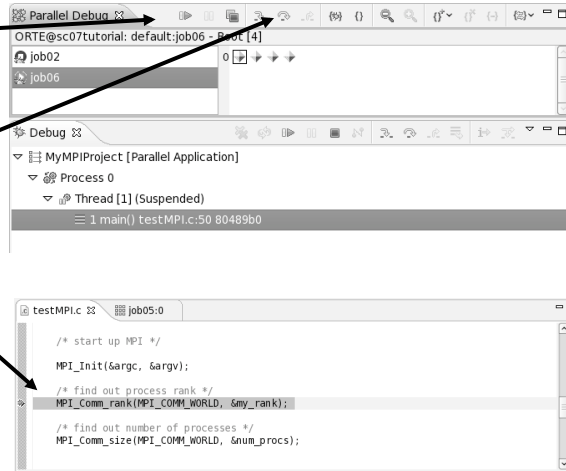 Parallel Debug
ORTE@sc07tutorial: default:job06 - Root [4]
job02
0
job06
Debug
MyMPIProject [Parallel Application]
Process 0
Thread [1] (Suspended)
1 main() testMPI.c:50 80489b0
testMPI.c
job05:0
/* start up MPI */
MPI_Init(&argc, &argv);
/* find out process rank */
MPI_Comm_rank(MPI_COMM_WORLD, &my_rank);
/* find out number of processes */
MPI_Comm_size(MPI_COMM_WORLD, &num_procs);